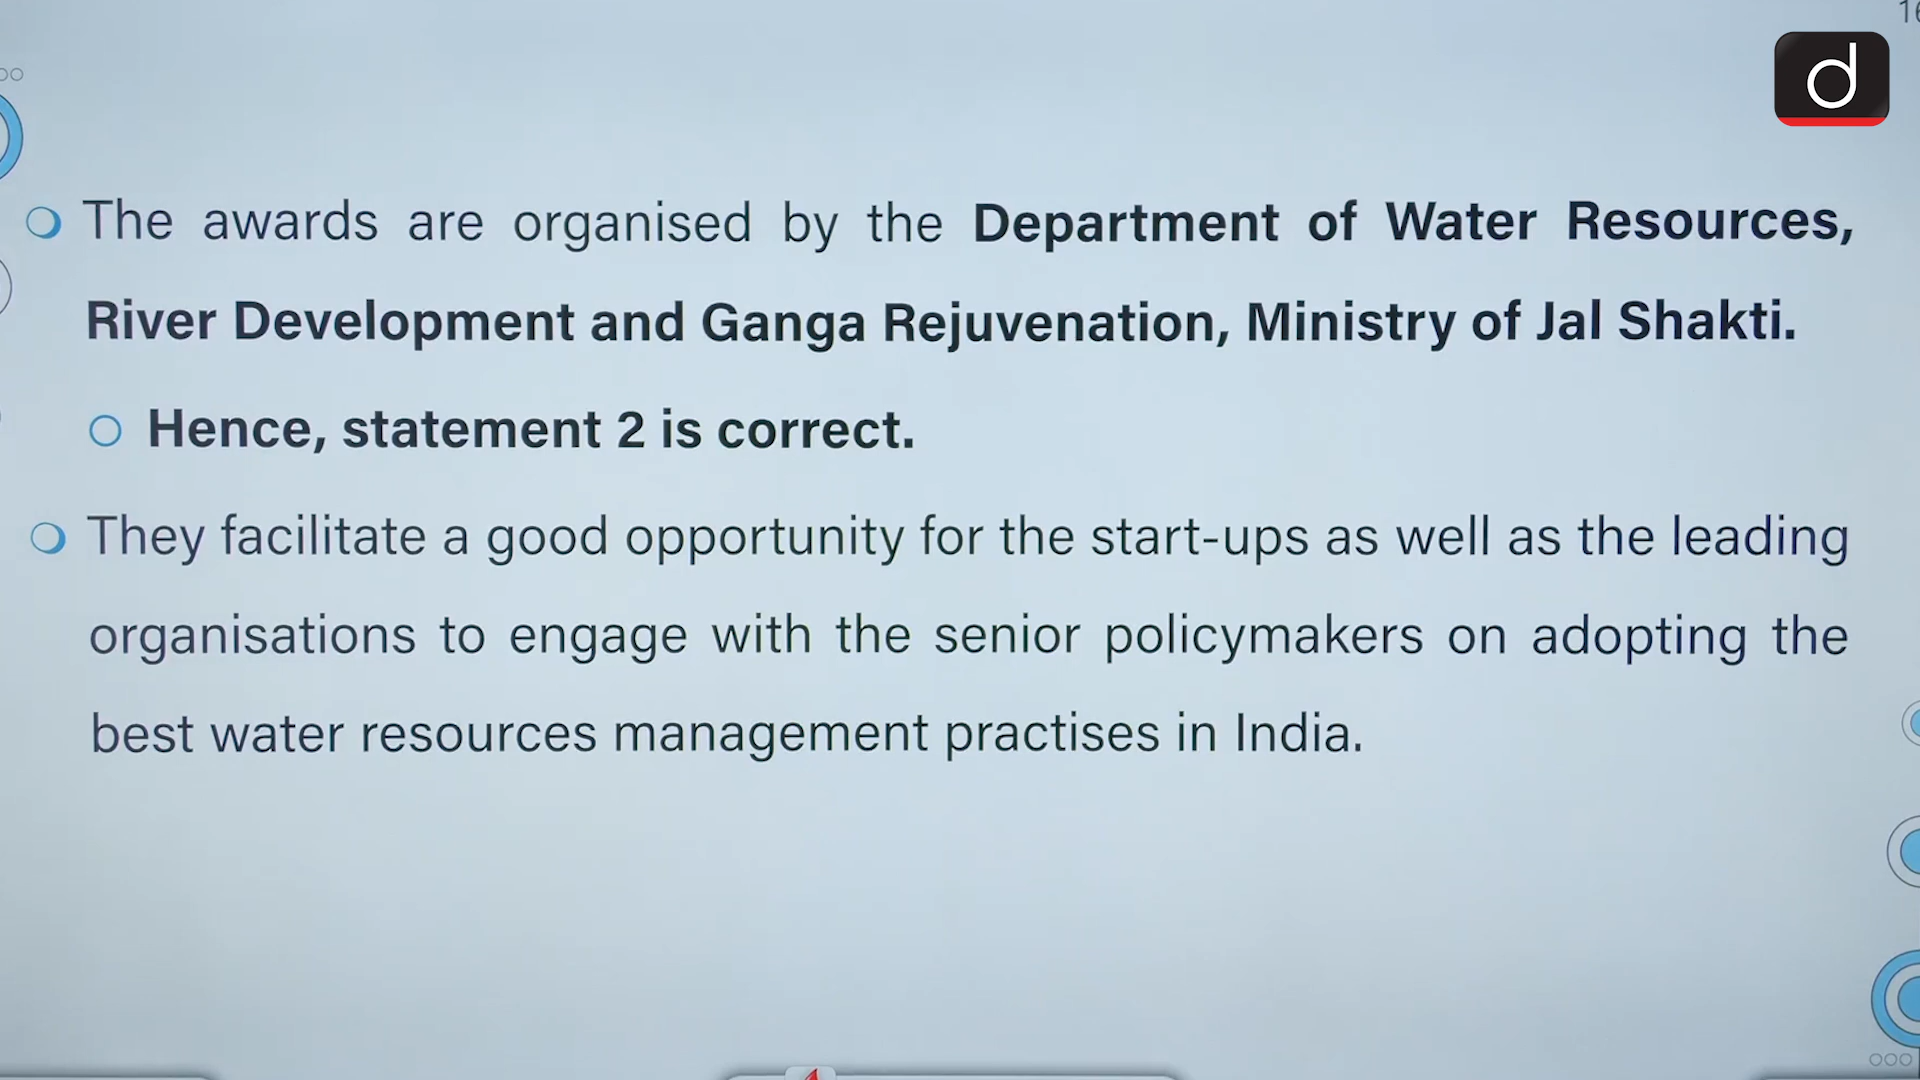 The awards are organised by the Department of Water Resources,
River Development and Ganga Rejuvenation, Ministry of Jal Shakti.
Hence, statement 2 is correct.
They facilitate a good opportunity for the start-ups as well as the leading
organisations to engage with the senior policymakers on adopting the
best water resources management practises in India.